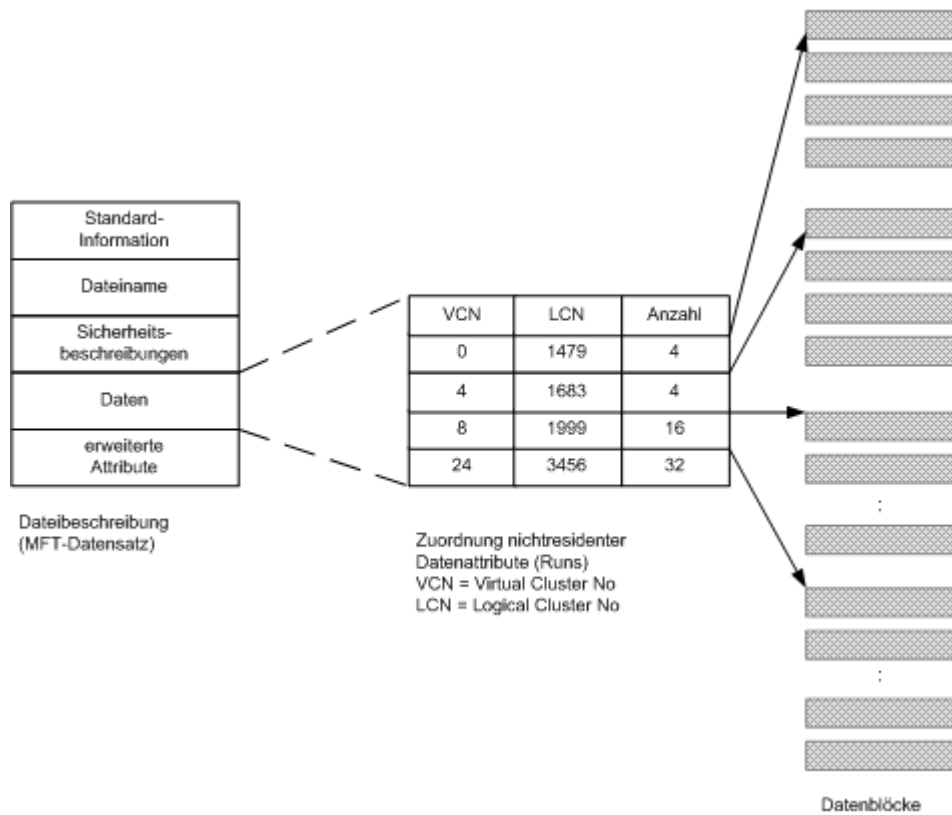 Standard-
Information
Dateiname
Sicherheits-
beschreibungen
Daten
erweiterte
Attribute
Dateibeschreibung
(MFT-Datensatz)
VCN LCN Anzahl
0 1479 4
4 1683 4
8 1999 16
24 3456 32
Zuordnung nichtresidenter
Datenattribute (Runs)
VCN = Virtual Cluster No
LCN = Logical Cluster No
:
:
Datenblöcke